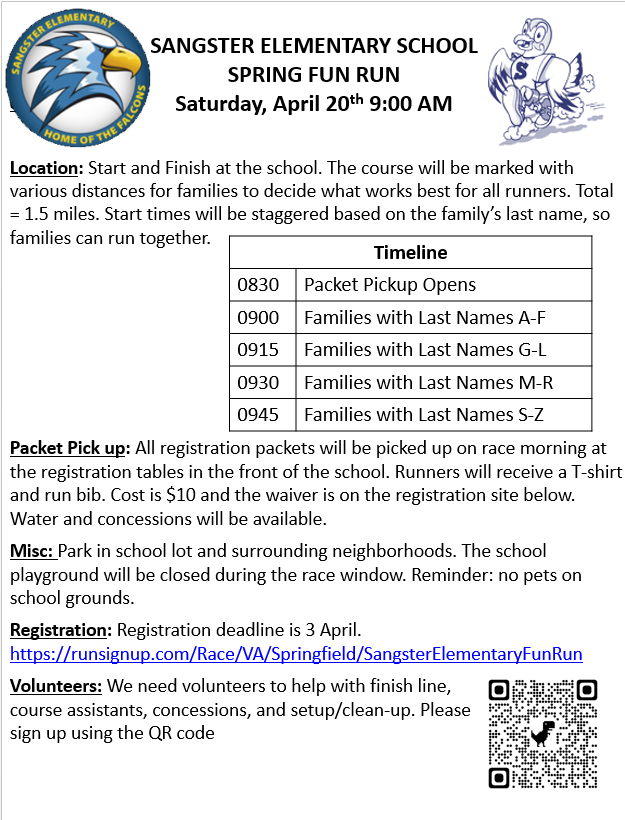 SANGSTER ELEMENTARY
HOME OF THE FALCONS
SANGSTER ELEMENTARY SCHOOL
SPRING FUN RUN
Saturday, April 20th 9:00 AM
S
Location: Start and Finish at the school. The course will be marked with
various distances for families to decide what works best for all runners. Total
= 1.5 miles. Start times will be staggered based on the family’s last name, so
families can run together.
Timeline
0830 Packet Pickup Opens
0900 Families with Last Names A-F
0915 Families with Last Names G-L
0930 Families with Last Names M-R
0945 Families with Last Names S-Z
Packet Pick up: All registration packets will be picked up on race morning at
the registration tables in the front of the school. Runners will receive a T-shirt
and run bib. Cost is $10 and the waiver is on the registration site below.
Water and concessions will be available.
Misc: Park in school lot and surrounding neighborhoods. The school
playground will be closed during the race window. Reminder: no pets on
school grounds.
Registration: Registration deadline is 3 April.
https://runsignup.com/Race/VA/Springfield/SangsterElementaryFunRun
Volunteers: We need volunteers to help with finish line,
course assistants, concessions, and setup/clean-up. Please
sign up using the QR code